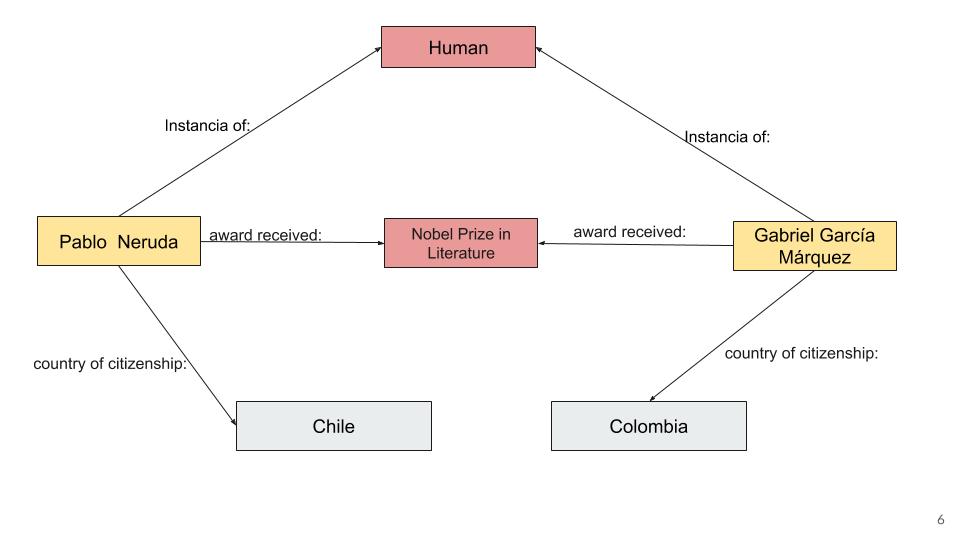 Human
Instancia of:
Instancia of:
Pablo  Neruda
award received:
Nobel Prize in
Literature
award received:
Gabriel García
Márquez
country of citizenship:
country of citizenship:
Chile
Colombia
6